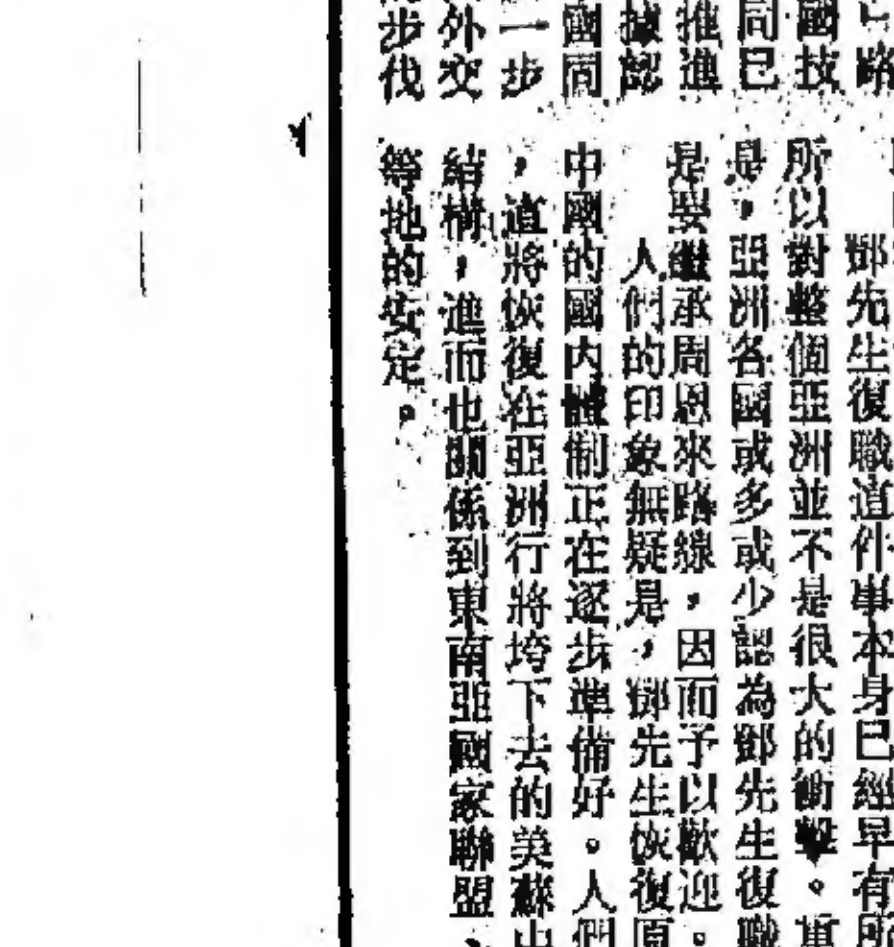 路
國技
同已
推進
據認
國同
一步
外交
步伐
鄧先生復職這件事本身已經早有所
所以對整個亞洲並不是很大的衝擊。
是，亞洲各國或多或少認為鄧先生復職
是要繼承周恩來路線，因而予以歡迎。
人們的印象無疑是，鄧先生恢復原
中國的國內體制正在逐步準備好。人們
，這將恢復在亞洲行將垮下去的美蘇中
結構，進而也關係到東南亞國家聯盟、
等地的安定。